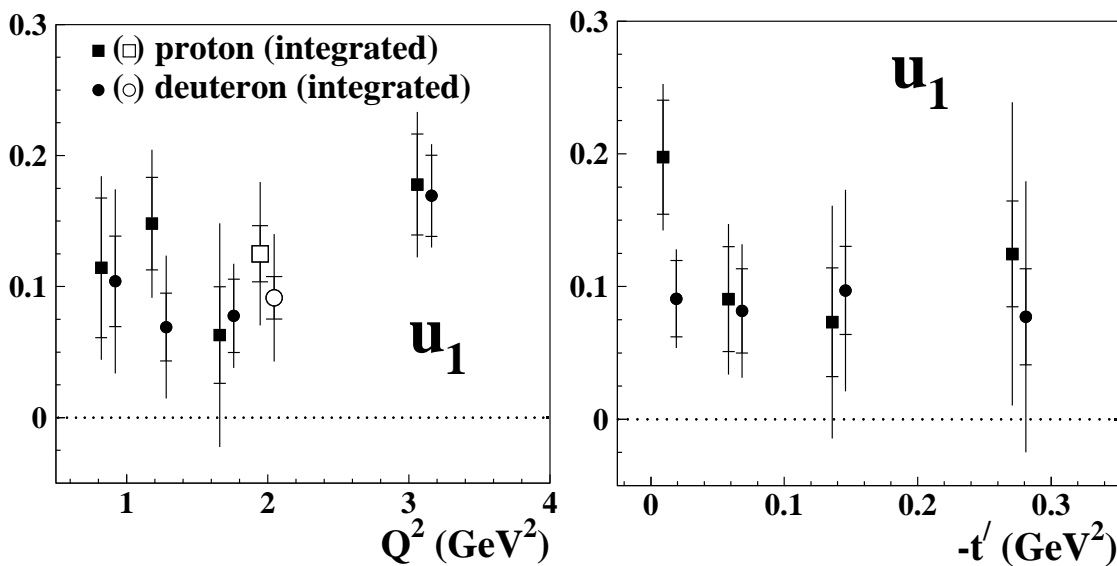 0.3
0.2
0.1
0
(-) proton (integrated)
(-) deuteron (integrated)
u₁
1 2 3 4
Q² (GeV²)
0.3
0.2
0.1
0
u₁
0 0.1 0.2 0.3
-t′ (GeV²)